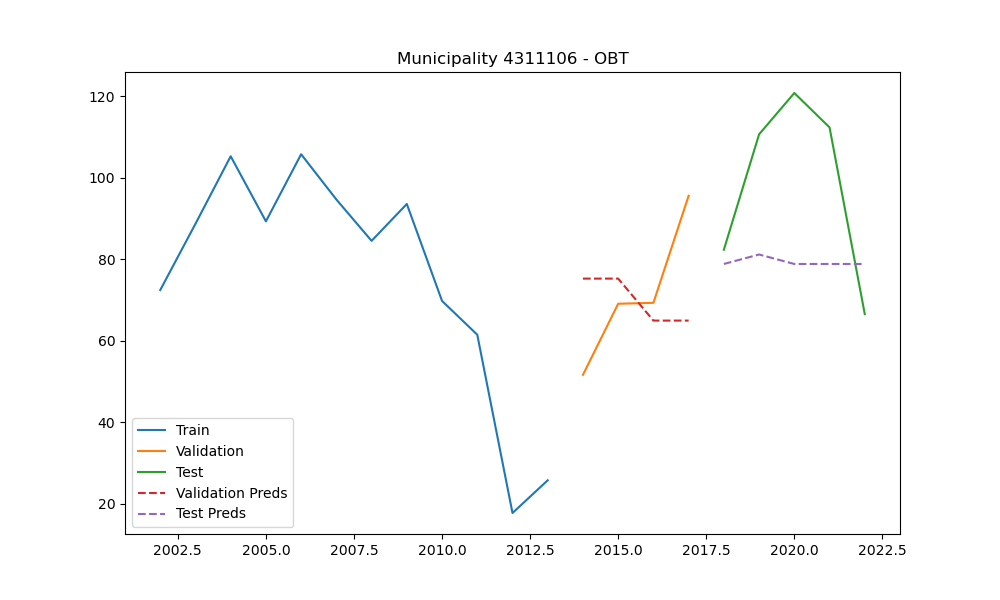 Municipality 4311106 - OBT
120
100
80
60
40
20
Train
Validation
Test
Validation Preds
Test Preds
2002.5 2005.0 2007.5 2010.0 2012.5 2015.0 2017.5 2020.0 2022.5